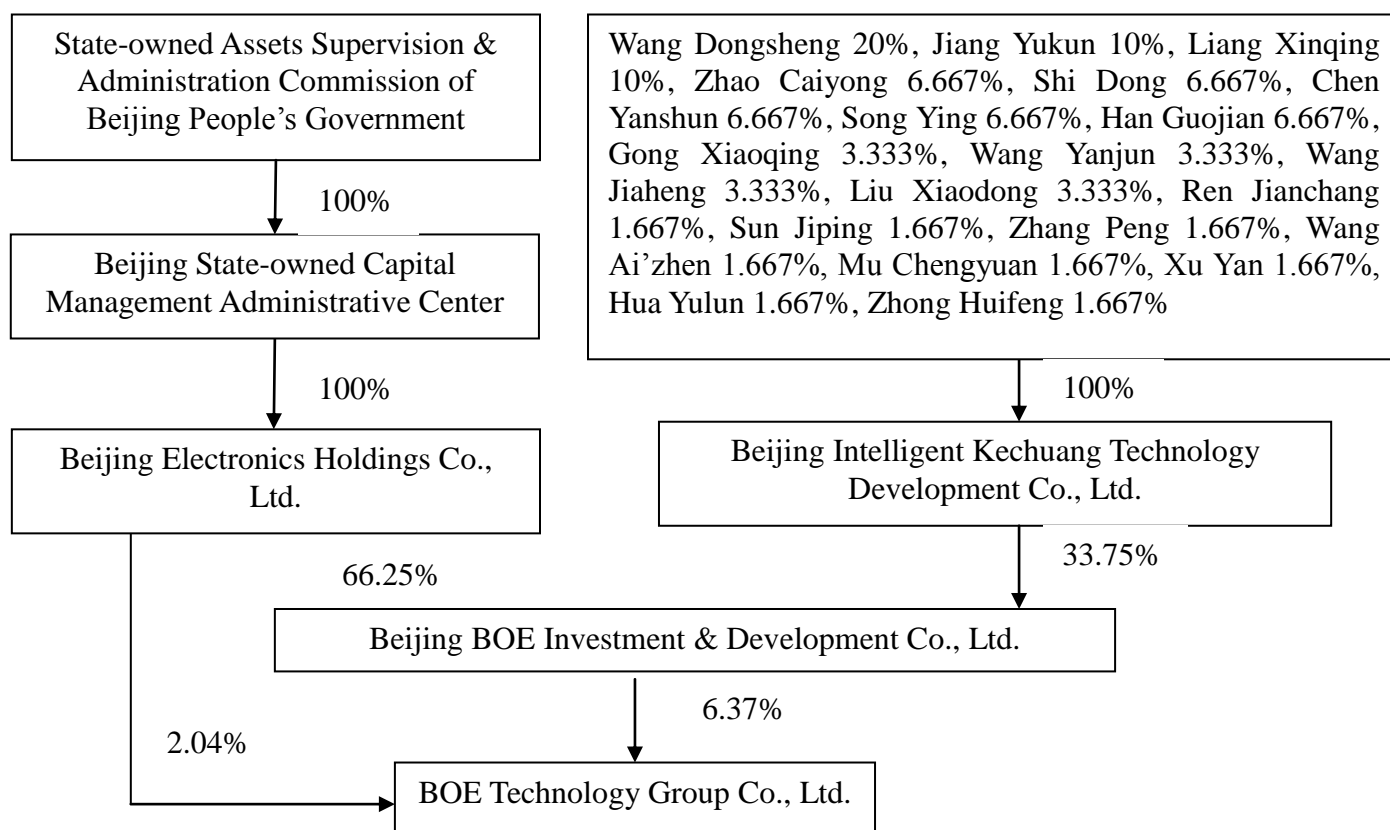 State-owned Assets Supervision &
Administration Commission of
Beijing People’s Government
Wang Dongsheng 20%, Jiang Yukun 10%, Liang Xinqing
10%, Zhao Caiyong 6.667%, Shi Dong 6.667%, Chen
Yanshun 6.667%, Song Ying 6.667%, Han Guojian 6.667%,
Gong Xiaoqing 3.333%, Wang Yanjun 3.333%, Wang
Jiaheng 3.333%, Liu Xiaodong 3.333%, Ren Jianchang
1.667%, Sun Jiping 1.667%, Zhang Peng 1.667%, Wang
Ai’zhen 1.667%, Mu Chengyuan 1.667%, Xu Yan 1.667%,
Hua Yulun 1.667%, Zhong Huifeng 1.667%
100%
Beijing State-owned Capital
Management Administrative Center
100%
100%
Beijing Electronics Holdings Co.,
Ltd.
Beijing Intelligent Kechuang Technology
Development Co., Ltd.
66.25%
33.75%
Beijing BOE Investment & Development Co., Ltd.
6.37%
2.04%
BOE Technology Group Co., Ltd.